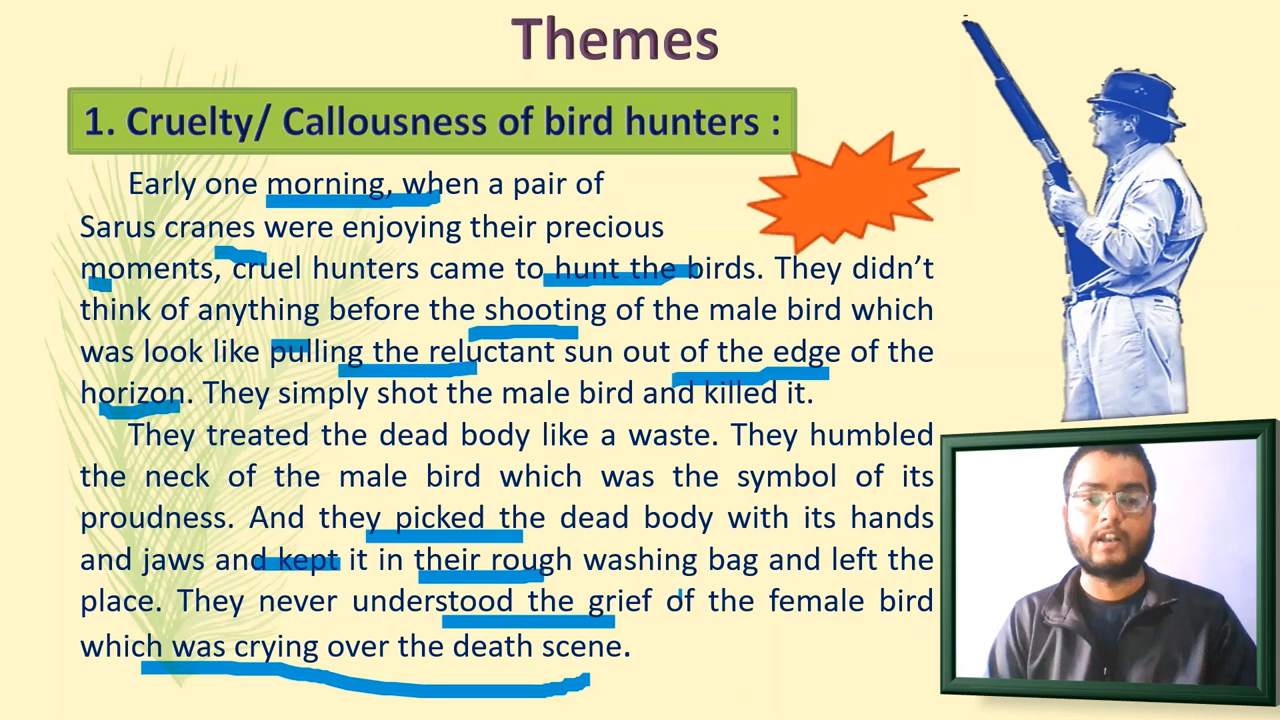 Themes
1. Cruelty/ Callousness of bird hunters :
Early one morning, when a pair of
Sarus cranes were enjoying their precious
moments, cruel hunters came to hunt the birds. They didn’t
think of anything before the shooting of the male bird which
was look like pulling the reluctant sun out of the edge of the
horizon. They simply shot the male bird and killed it.
They treated the dead body like a waste. They humbled
the neck of the male bird which was the symbol of its
proudness. And they picked the dead body with its hands
and jaws and kept it in their rough washing bag and left the
place. They never understood the grief of the female bird
which was crying over the death scene.